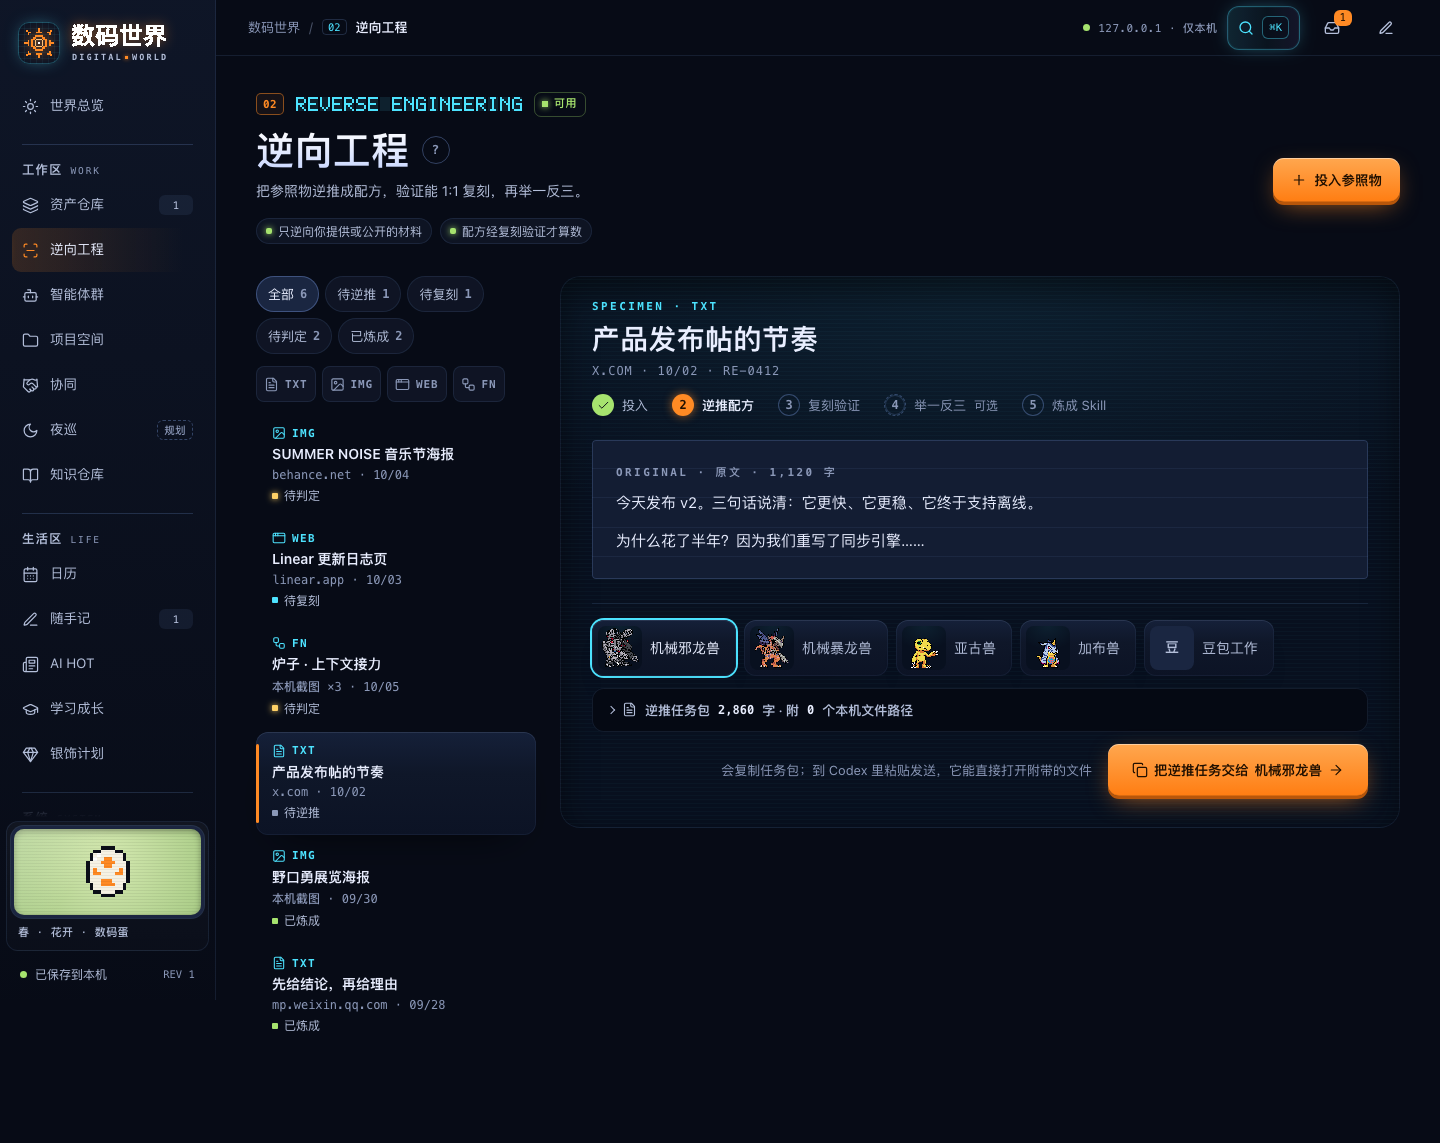 数码世界
DIGITAL WORLD
世界总览
工作区 WORK
资产仓库 1
逆向工程
智能体群
项目空间
协同
夜巡 规划
知识仓库
生活区 LIFE
日历
随手记 1
AI HOT
学习成长
银饰计划
春 · 花开 · 数码蛋
已保存到本机 REV 1
数码世界 / 02 逆向工程
127.0.0.1 · 仅本机
⌘K
1
02 REVERSE ENGINEERING 可用
逆向工程 ?
把参照物逆推成配方，验证能 1:1 复刻，再举一反三。
只逆向你提供或公开的材料 配方经复刻验证才算数
+ 投入参照物
全部 6 待逆推 1 待复刻 1
待判定 2 已炼成 2
TXT IMG WEB FN
IMG
SUMMER NOISE 音乐节海报
behance.net · 10/04
待判定
WEB
Linear 更新日志页
linear.app · 10/03
待复刻
FN
炉子 · 上下文接力
本机截图 ×3 · 10/05
待判定
TXT
产品发布帖的节奏
x.com · 10/02
待逆推
IMG
野口勇展览海报
本机截图 · 09/30
已炼成
TXT
先给结论，再给理由
mp.weixin.qq.com · 09/28
已炼成
SPECIMEN · TXT
产品发布帖的节奏
X.COM · 10/02 · RE-0412
投入 2 逆推配方 3 复刻验证 4 举一反三 可选 5 炼成 Skill
ORIGINAL · 原文 · 1,120 字
今天发布 v2。三句话说清：它更快、它更稳、它终于支持离线。
为什么花了半年？因为我们重写了同步引擎……
机械邪龙兽 机械暴龙兽 亚古兽 加布兽 豆 豆包工作
逆推任务包 2,860 字 · 附 0 个本机文件路径
会复制任务包；到 Codex 里粘贴发送，它能直接打开附带的文件
把逆推任务交给 机械邪龙兽 →